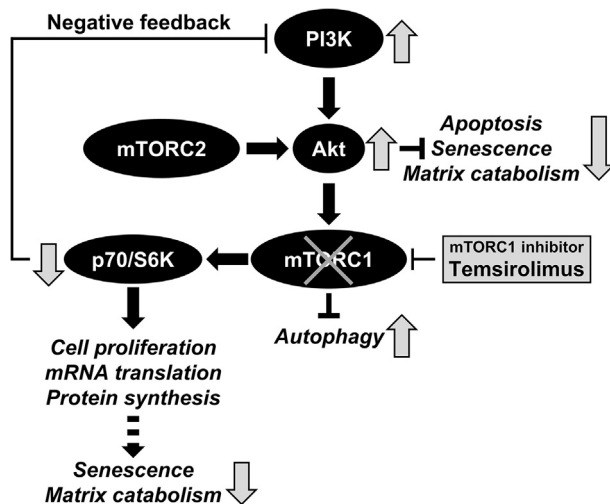 Negative feedback
PI3K
mTORC2
Akt
Apoptosis
Senescence
Matrix catabolism
p70/S6K
mTORC1
mTORC1 inhibitor
Temsirolimus
Autophagy
Cell proliferation
mRNA translation
Protein synthesis
Senescence
Matrix catabolism